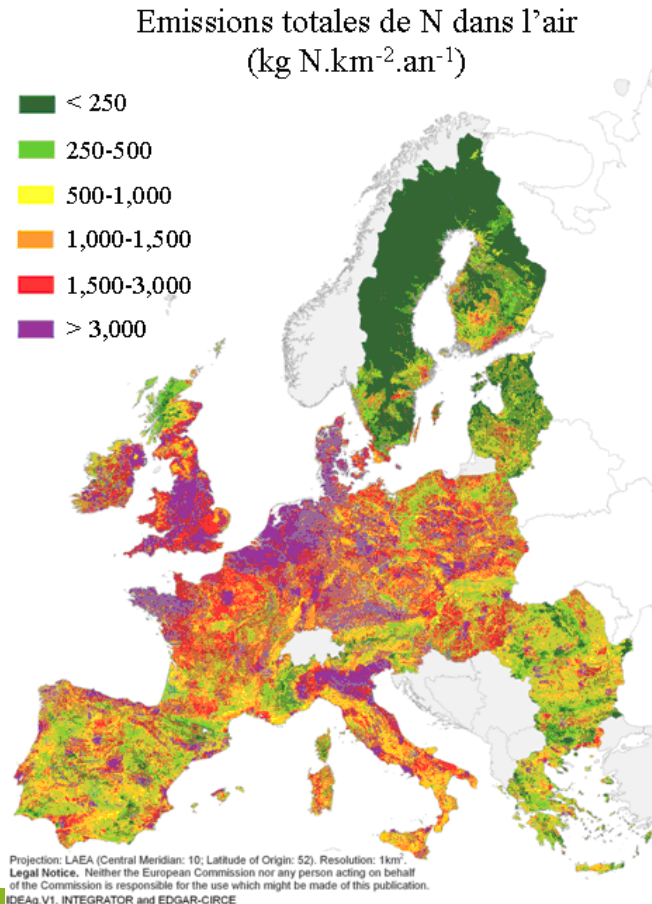 Emissions totales de N dans l'air
(kg N.km⁻².an⁻¹)
< 250
250-500
500-1,000
1,000-1,500
1,500-3,000
> 3,000
Projection: LAEA (Central Meridian: 10; Latitude of Origin: 52). Resolution: 1km².
Legal Notice. Neither the European Commission nor any person acting on behalf
of the Commission is responsible for the use which might be made of this publication.
IDEAg.V1, INTEGRATOR and EDGAR-CIRCE